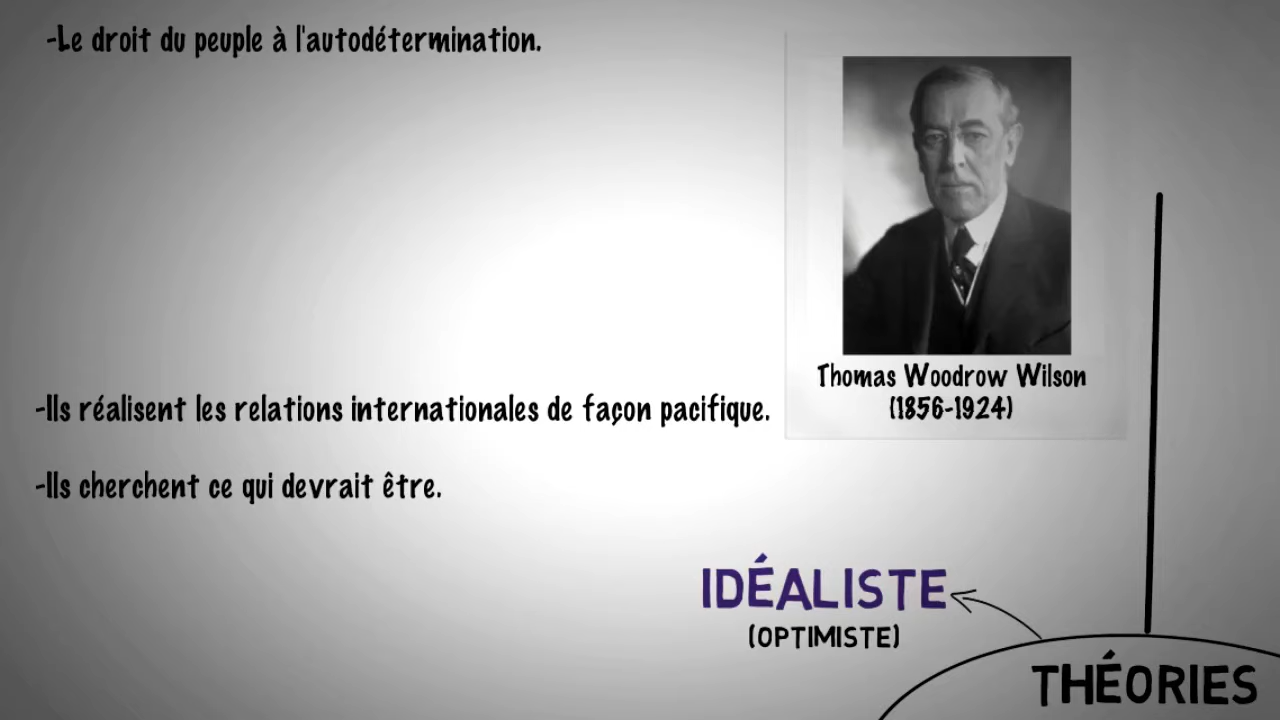 -Le droit du peuple à l'autodétermination.
Thomas Woodrow Wilson
(1856-1924)
-Ils réalisent les relations internationales de façon pacifique.
-Ils cherchent ce qui devrait être.
IDÉALISTE
(OPTIMISTE)
THÉORIES